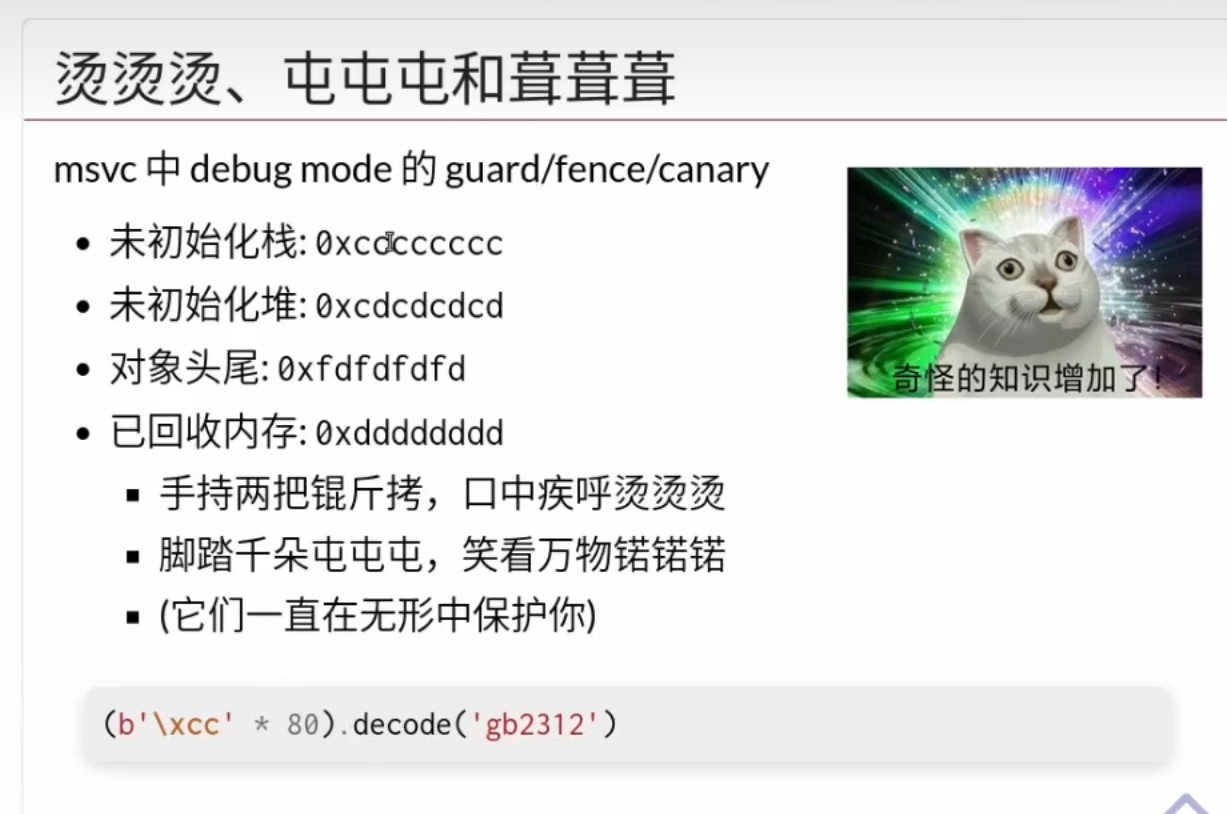 烫烫烫、屯屯屯和葺葺葺
msvc 中 debug mode 的 guard/fence/canary
未初始化栈: 0xcccccccc
未初始化堆: 0xcdcdcdcd
对象头尾: 0xfdfdfdfd
已回收内存: 0xdddddddd
手持两把锟斤拷，口中疾呼烫烫烫
脚踏千朵屯屯屯，笑看万物锘锘锘
(它们一直在无形中保护你)
奇怪的知识增加了！
(b'\xcc' * 80).decode('gb2312')